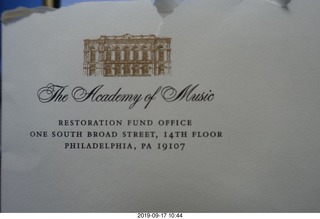 The Academy of Music
RESTORATION FUND OFFICE
ONE SOUTH BROAD STREET, 14TH FLOOR
PHILADELPHIA, PA 19107
2019-09-17 10:44